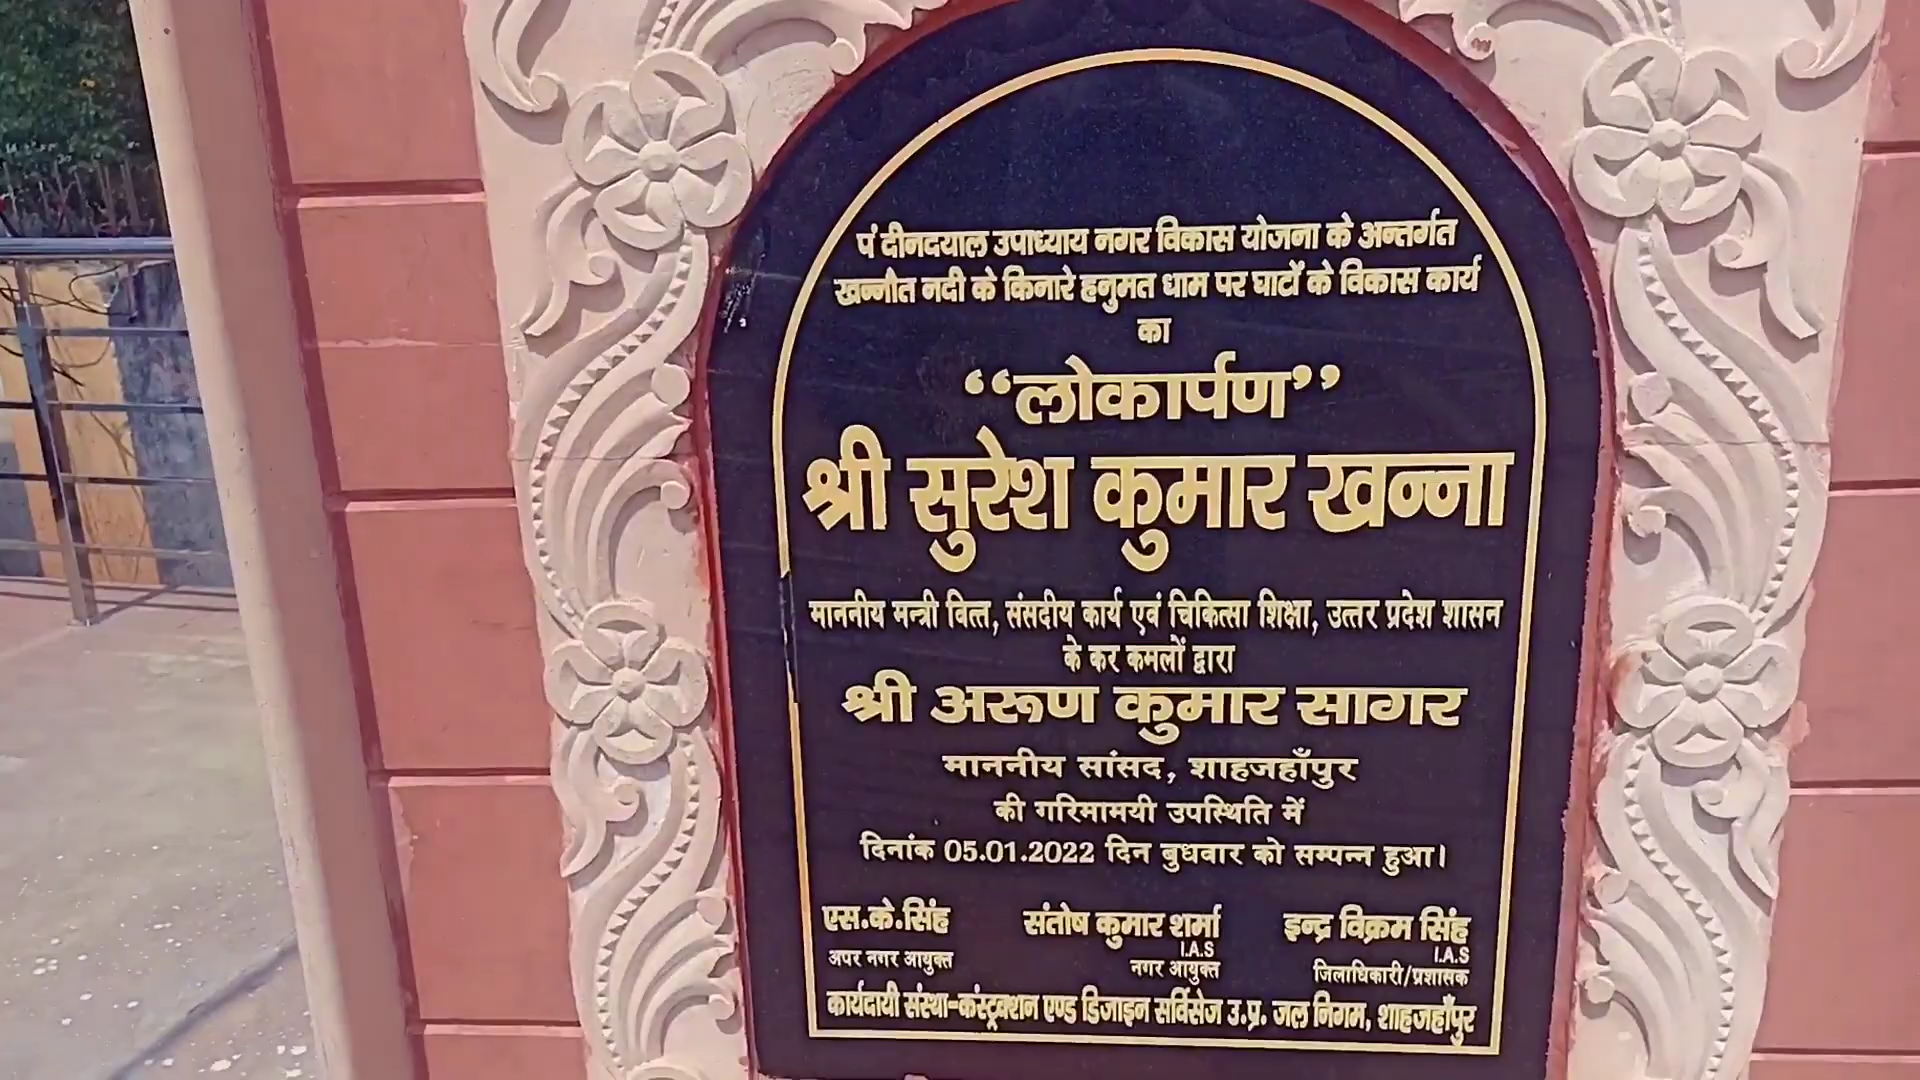 पं दीनदयाल उपाध्याय नगर विकास योजना के अन्तर्गत
खन्नौत नदी के किनारे हनुमत धाम पर घाटों के विकास कार्य
का
“लोकार्पण”
श्री सुरेश कुमार खन्ना
माननीय मन्त्री वित्त, संसदीय कार्य एवं चिकित्सा शिक्षा, उत्तर प्रदेश शासन
के कर कमलों द्वारा
श्री अरूण कुमार सागर
माननीय सांसद, शाहजहाँपुर
की गरिमामयी उपस्थिति में
दिनांक 05.01.2022 दिन बुधवार को सम्पन्न हुआ।
एस.के.सिंह संतोष कुमार शर्मा इन्द्र विक्रम सिंह
I.A.S I.A.S
अपर नगर आयुक्त नगर आयुक्त जिलाधिकारी/प्रशासक
कार्यदायी संस्था-कंस्ट्रक्शन एण्ड डिजाइन सर्विसेज उ.प्र. जल निगम, शाहजहाँपुर